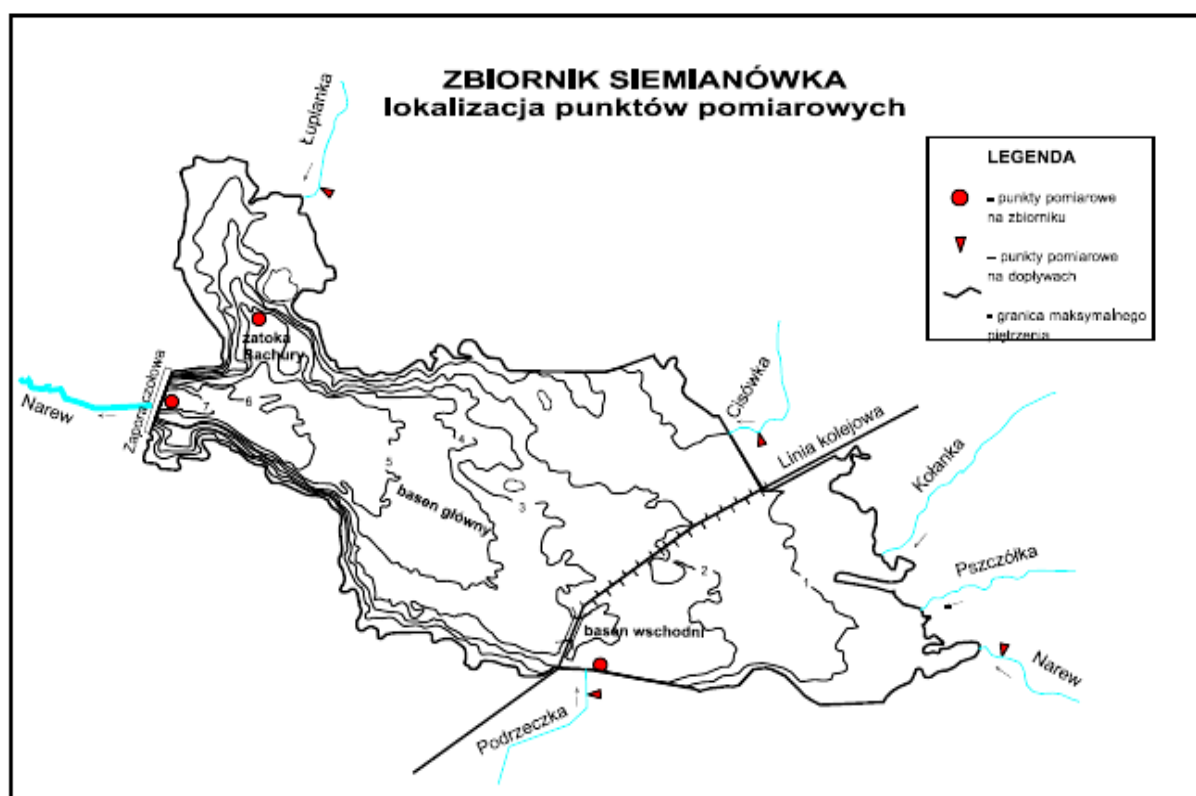 ZBIORNIK SIEMIANÓWKA
lokalizacja punktów pomiarowych
LEGENDA
- punkty pomiarowe
na zbiorniku
- punkty pomiarowe
na dopływach
- granica maksymalnego
piętrzenia
Łupianka
zatoka
Bachury
Zapora czołowa
Narew
7
6
5
4
3
2
1
basen główny
Cisówka
Linia kolejowa
Kołanka
Pszczółka
Narew
basen wschodni
Podrzeczka